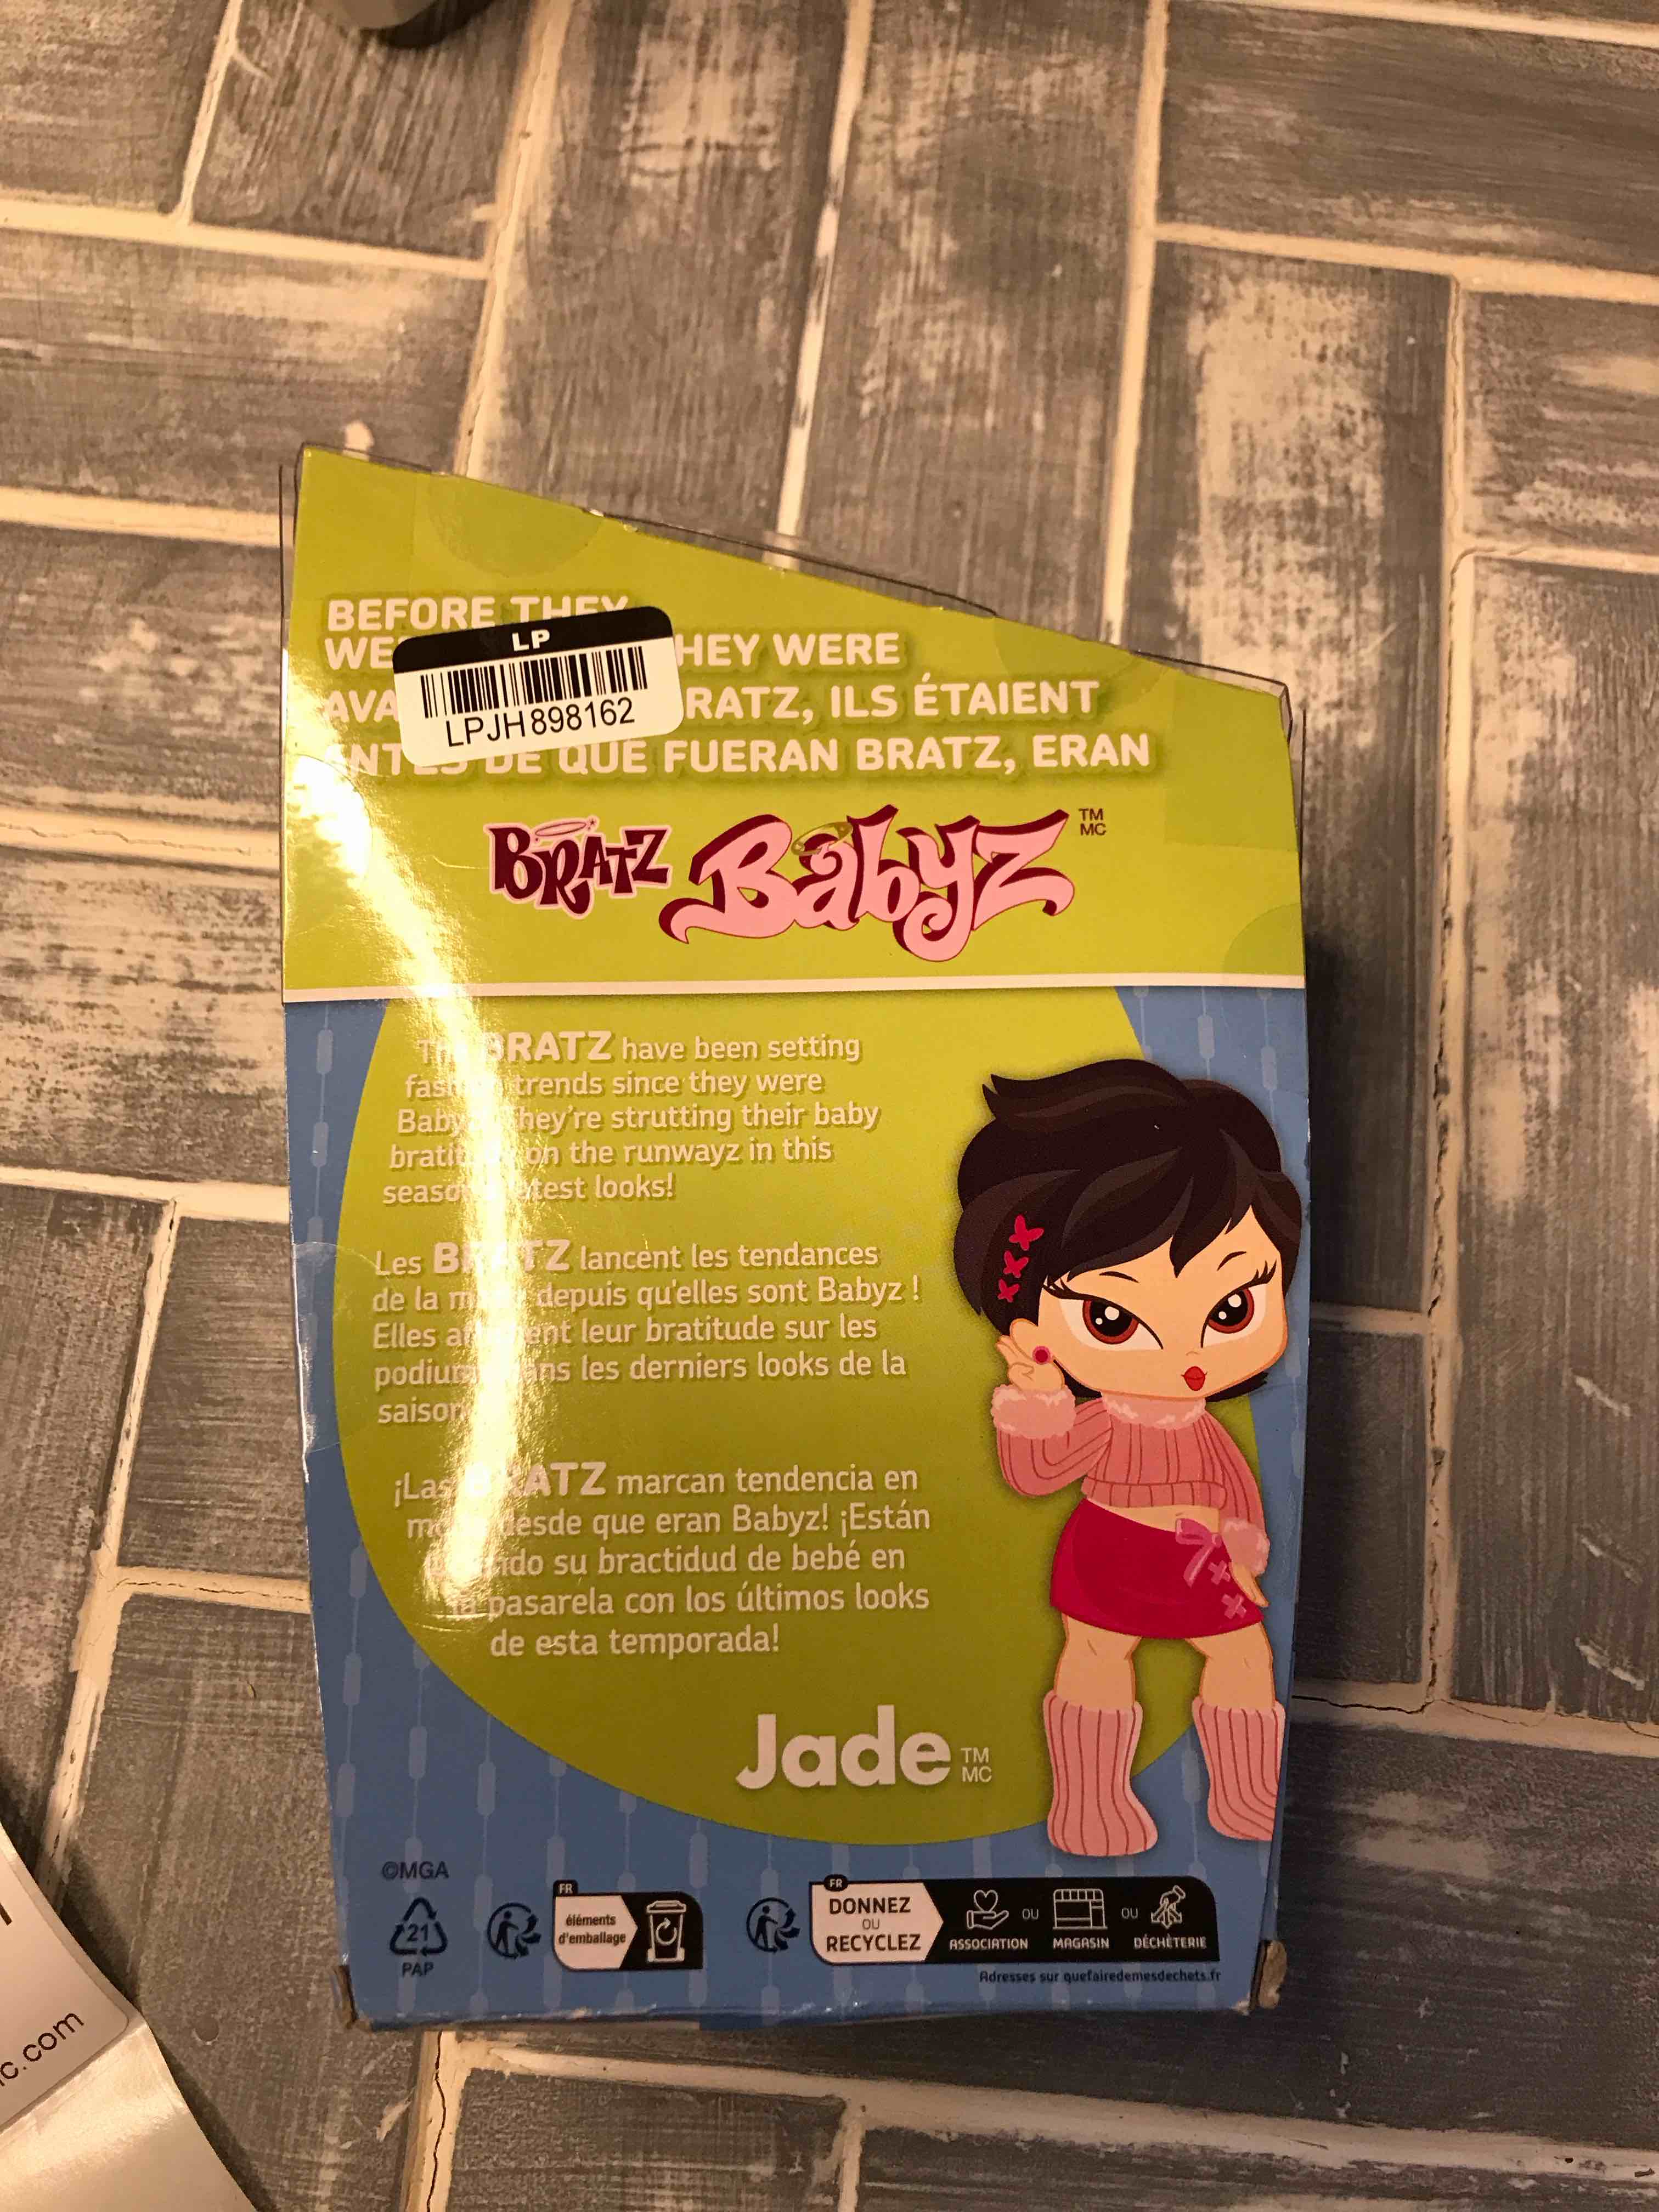 BEFORE THEY
HEY WERE
LP
LPJH898162
RATZ, ILS ÉTAIENT
DE QUE FUERAN BRATZ, ERAN
BRATZ Babyz TM MC
BRATZ have been setting
trends since they were
they're strutting their baby
on the runwayz in this
looks!
Les lancent les tendances
de la depuis qu'elles sont Babyz !
Elles leur bratitude sur les
les derniers looks de la
¡Las marcan tendencia en
desde que eran Babyz! ¡Están
su bractidud de bebé en
pasarela con los últimos looks
de esta temporada!
Jade TM MC
©MGA
21
PAP
FR
éléments
d'emballage
FR
DONNEZ
OU
RECYCLEZ
ASSOCIATION OU MAGASIN OU DÉCHÈTERIE
Adresses sur quefairedemesdechets.fr
c.com